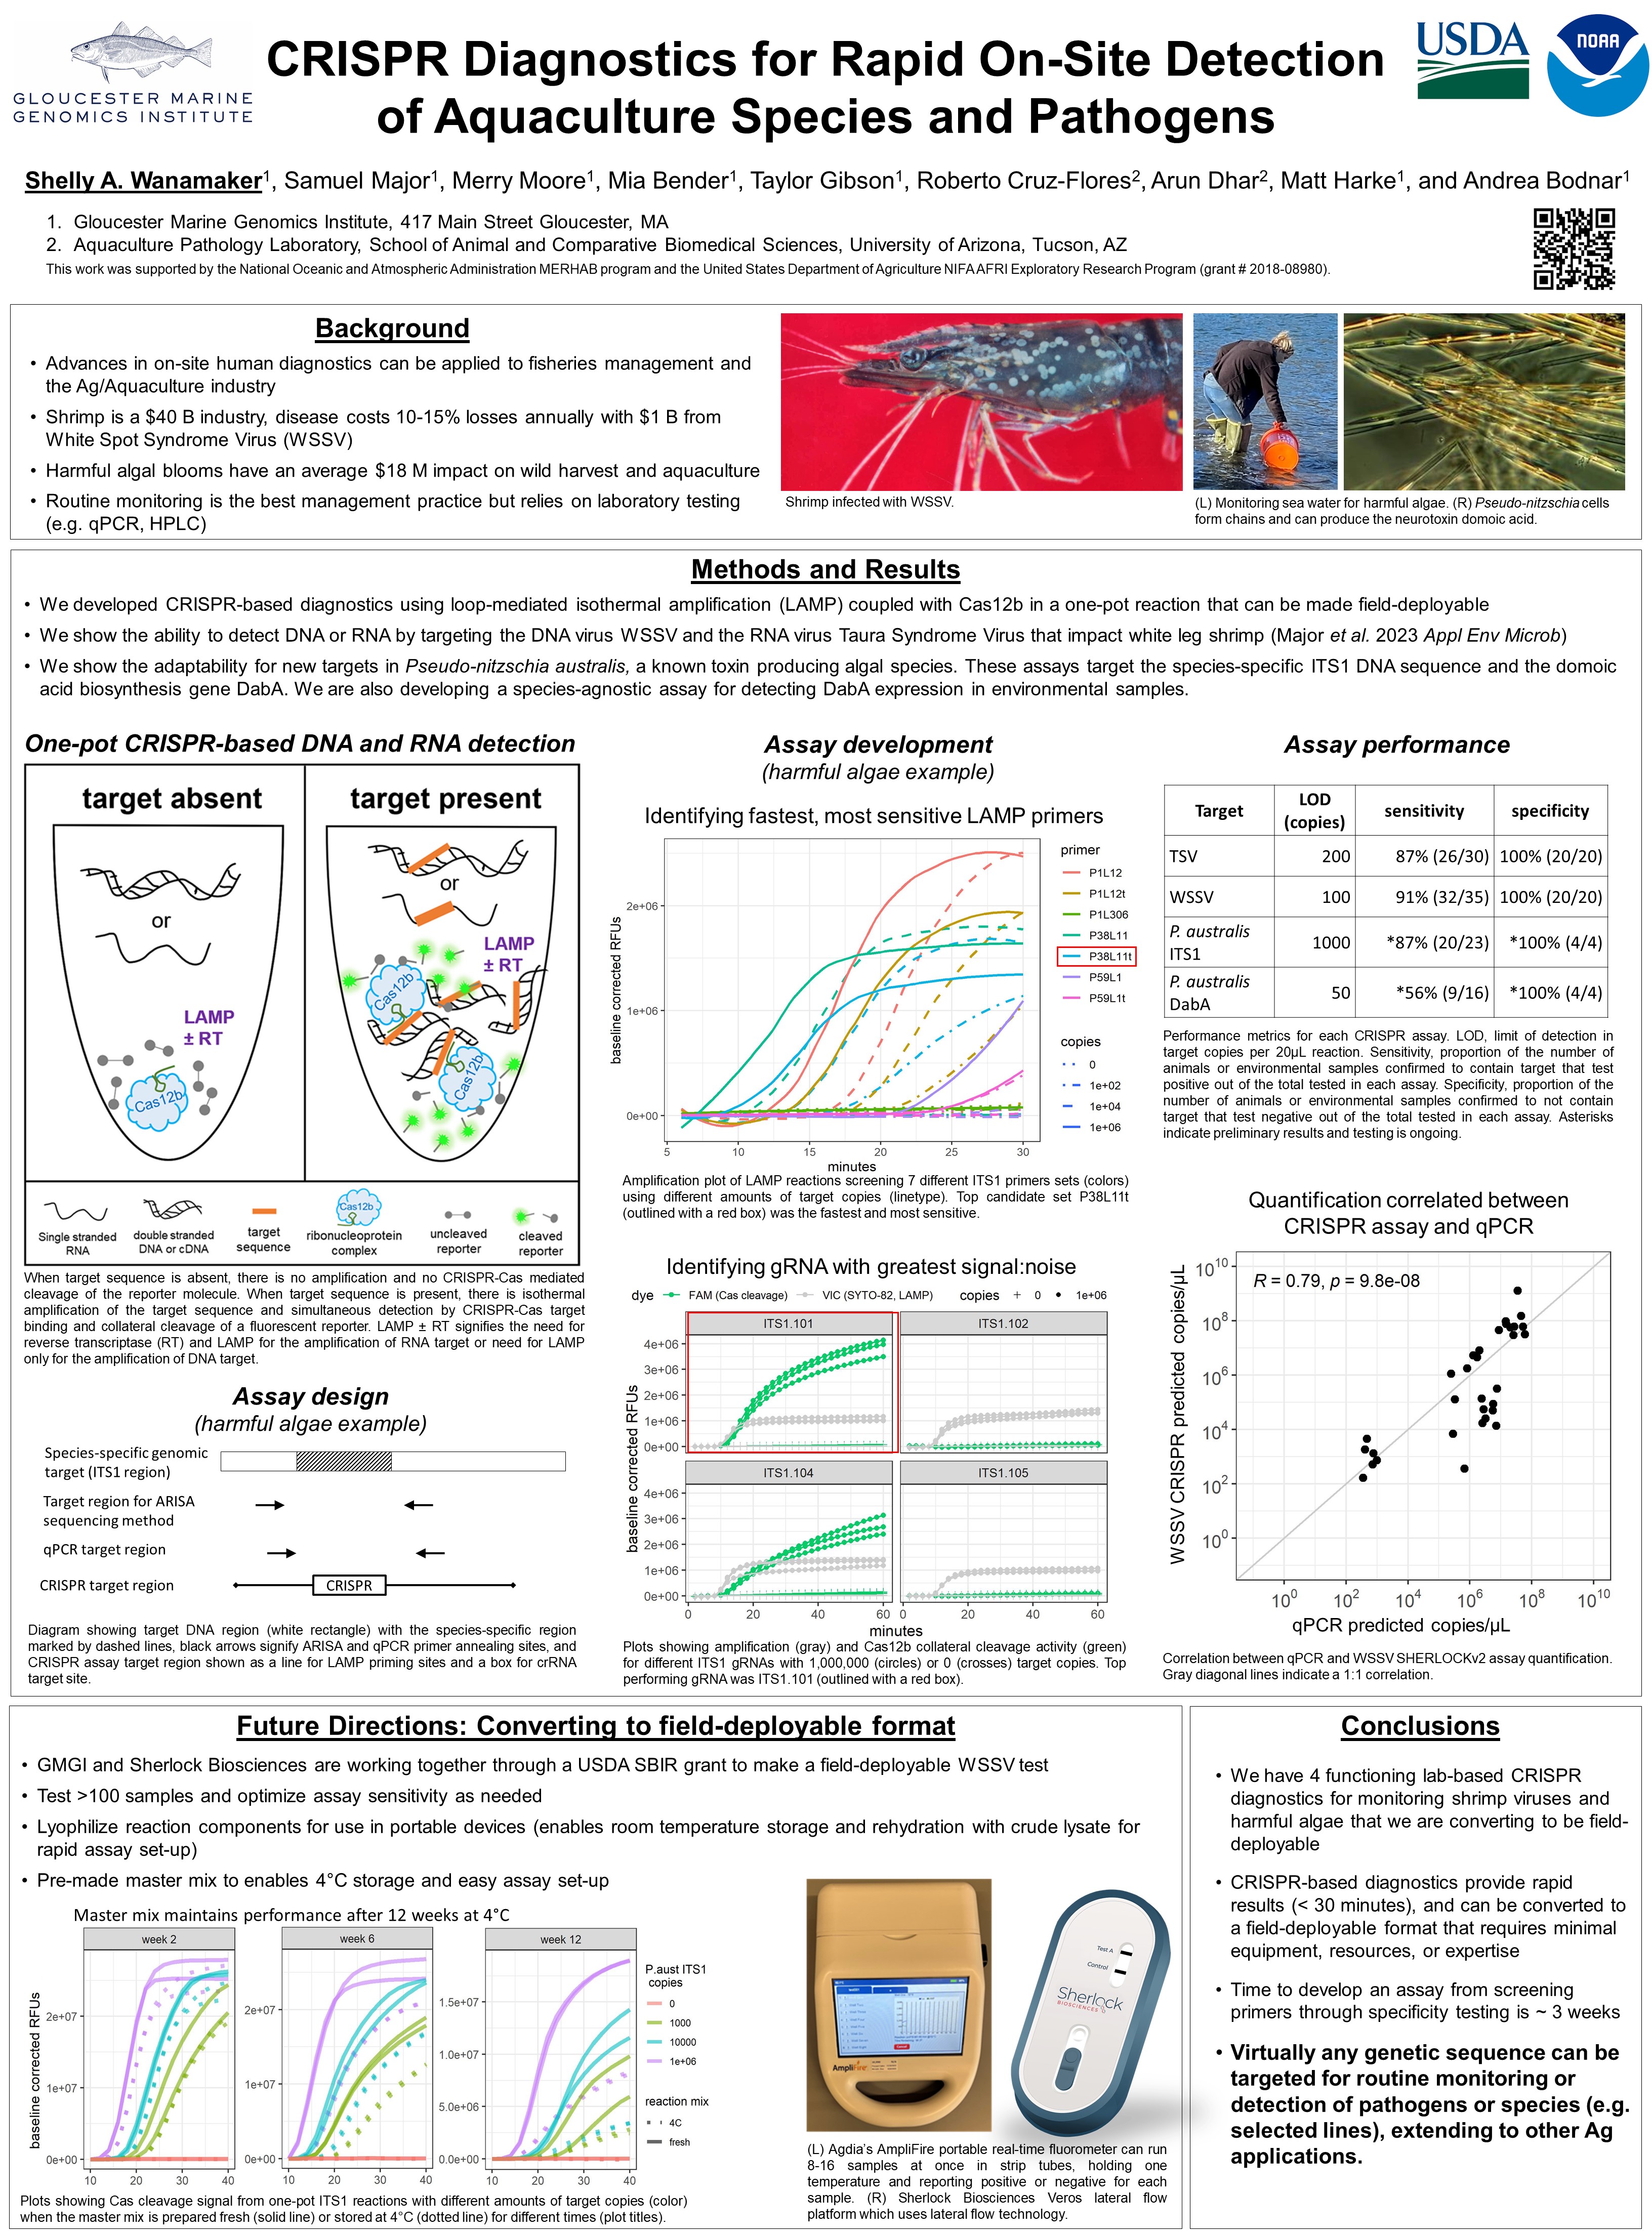 GLOUCESTER MARINE
GENOMICS INSTITUTE
CRISPR Diagnostics for Rapid On-Site Detection
of Aquaculture Species and Pathogens
USDA
NOAA
Shelly A. Wanamaker1, Samuel Major1, Merry Moore1, Mia Bender1, Taylor Gibson1, Roberto Cruz-Flores2, Arun Dhar2, Matt Harke1, and Andrea Bodnar1
1. Gloucester Marine Genomics Institute, 417 Main Street Gloucester, MA
2. Aquaculture Pathology Laboratory, School of Animal and Comparative Biomedical Sciences, University of Arizona, Tucson, AZ
This work was supported by the National Oceanic and Atmospheric Administration MERHAB program and the United States Department of Agriculture NIFA AFRI Exploratory Research Program (grant # 2018-08980).
Background
• Advances in on-site human diagnostics can be applied to fisheries management and
the Ag/Aquaculture industry
• Shrimp is a $40 B industry, disease costs 10-15% losses annually with $1 B from
White Spot Syndrome Virus (WSSV)
• Harmful algal blooms have an average $18 M impact on wild harvest and aquaculture
• Routine monitoring is the best management practice but relies on laboratory testing
(e.g. qPCR, HPLC)
Shrimp infected with WSSV.
(L) Monitoring sea water for harmful algae. (R) Pseudo-nitzschia cells
form chains and can produce the neurotoxin domoic acid.
Methods and Results
• We developed CRISPR-based diagnostics using loop-mediated isothermal amplification (LAMP) coupled with Cas12b in a one-pot reaction that can be made field-deployable
• We show the ability to detect DNA or RNA by targeting the DNA virus WSSV and the RNA virus Taura Syndrome Virus that impact white leg shrimp (Major et al. 2023 Appl Env Microb)
• We show the adaptability for new targets in Pseudo-nitzschia australis, a known toxin producing algal species. These assays target the species-specific ITS1 DNA sequence and the domoic
acid biosynthesis gene DabA. We are also developing a species-agnostic assay for detecting DabA expression in environmental samples.
One-pot CRISPR-based DNA and RNA detection
target absent
target present
or
or
LAMP
± RT
LAMP
± RT
Cas12b
Cas12b
Cas12b
Cas12b
Single stranded
RNA
double stranded
DNA or cDNA
target
sequence
ribonucleoprotein
complex
uncleaved
reporter
cleaved
reporter
When target sequence is absent, there is no amplification and no CRISPR-Cas mediated
cleavage of the reporter molecule. When target sequence is present, there is isothermal
amplification of the target sequence and simultaneous detection by CRISPR-Cas target
binding and collateral cleavage of a fluorescent reporter. LAMP ± RT signifies the need for
reverse transcriptase (RT) and LAMP for the amplification of RNA target or need for LAMP
only for the amplification of DNA target.
Assay design
(harmful algae example)
Species-specific genomic
target (ITS1 region)
Target region for ARISA
sequencing method
qPCR target region
CRISPR target region
CRISPR
Diagram showing target DNA region (white rectangle) with the species-specific region
marked by dashed lines, black arrows signify ARISA and qPCR primer annealing sites, and
CRISPR assay target region shown as a line for LAMP priming sites and a box for crRNA
target site.
Assay development
(harmful algae example)
Identifying fastest, most sensitive LAMP primers
baseline corrected RFUs
2e+06
1e+06
0e+00
5 10 15 20 25 30
minutes
primer
P1L12
P1L12t
P1L306
P38L11
P38L11t
P59L1
P59L1t
copies
0
1e+02
1e+04
1e+06
Amplification plot of LAMP reactions screening 7 different ITS1 primers sets (colors)
using different amounts of target copies (linetype). Top candidate set P38L11t
(outlined with a red box) was the fastest and most sensitive.
Identifying gRNA with greatest signal:noise
dye FAM (Cas cleavage) VIC (SYTO-82, LAMP) copies + 0 • 1e+06
ITS1.101
ITS1.102
4e+06
3e+06
2e+06
1e+06
0e+00
ITS1.104
ITS1.105
4e+06
3e+06
2e+06
1e+06
0e+00
baseline corrected RFUs
0 20 40 60 0 20 40 60
minutes
Plots showing amplification (gray) and Cas12b collateral cleavage activity (green)
for different ITS1 gRNAs with 1,000,000 (circles) or 0 (crosses) target copies. Top
performing gRNA was ITS1.101 (outlined with a red box).
Assay performance
Target LOD (copies) sensitivity specificity
TSV 200 87% (26/30) 100% (20/20)
WSSV 100 91% (32/35) 100% (20/20)
P. australis ITS1 1000 *87% (20/23) *100% (4/4)
P. australis DabA 50 *56% (9/16) *100% (4/4)
Performance metrics for each CRISPR assay. LOD, limit of detection in
target copies per 20µL reaction. Sensitivity, proportion of the number of
animals or environmental samples confirmed to contain target that test
positive out of the total tested in each assay. Specificity, proportion of the
number of animals or environmental samples confirmed to not contain
target that test negative out of the total tested in each assay. Asterisks
indicate preliminary results and testing is ongoing.
Quantification correlated between
CRISPR assay and qPCR
R = 0.79, p = 9.8e-08
WSSV CRISPR predicted copies/µL
10^10
10^8
10^6
10^4
10^2
10^0
10^0 10^2 10^4 10^6 10^8 10^10
qPCR predicted copies/µL
Correlation between qPCR and WSSV SHERLOCKv2 assay quantification.
Gray diagonal lines indicate a 1:1 correlation.
Future Directions: Converting to field-deployable format
• GMGI and Sherlock Biosciences are working together through a USDA SBIR grant to make a field-deployable WSSV test
• Test >100 samples and optimize assay sensitivity as needed
• Lyophilize reaction components for use in portable devices (enables room temperature storage and rehydration with crude lysate for
rapid assay set-up)
• Pre-made master mix to enables 4°C storage and easy assay set-up
Master mix maintains performance after 12 weeks at 4°C
week 2
week 6
week 12
baseline corrected RFUs
2e+07
1e+07
0e+00
2e+07
1e+07
0e+00
1.5e+07
1.0e+07
5.0e+06
0.0e+00
10 20 30 40 10 20 30 40 10 20 30 40
P.aust ITS1
copies
0
1000
10000
1e+06
reaction mix
4C
fresh
Plots showing Cas cleavage signal from one-pot ITS1 reactions with different amounts of target copies (color)
when the master mix is prepared fresh (solid line) or stored at 4°C (dotted line) for different times (plot titles).
AmpliFire
Test A
Control
Sherlock
BIOSCIENCES
(L) Agdia's AmpliFire portable real-time fluorometer can run
8-16 samples at once in strip tubes, holding one
temperature and reporting positive or negative for each
sample. (R) Sherlock Biosciences Veros lateral flow
platform which uses lateral flow technology.
Conclusions
• We have 4 functioning lab-based CRISPR
diagnostics for monitoring shrimp viruses and
harmful algae that we are converting to be field-
deployable
• CRISPR-based diagnostics provide rapid
results (< 30 minutes), and can be converted to
a field-deployable format that requires minimal
equipment, resources, or expertise
• Time to develop an assay from screening
primers through specificity testing is ~ 3 weeks
• Virtually any genetic sequence can be
targeted for routine monitoring or
detection of pathogens or species (e.g.
selected lines), extending to other Ag
applications.